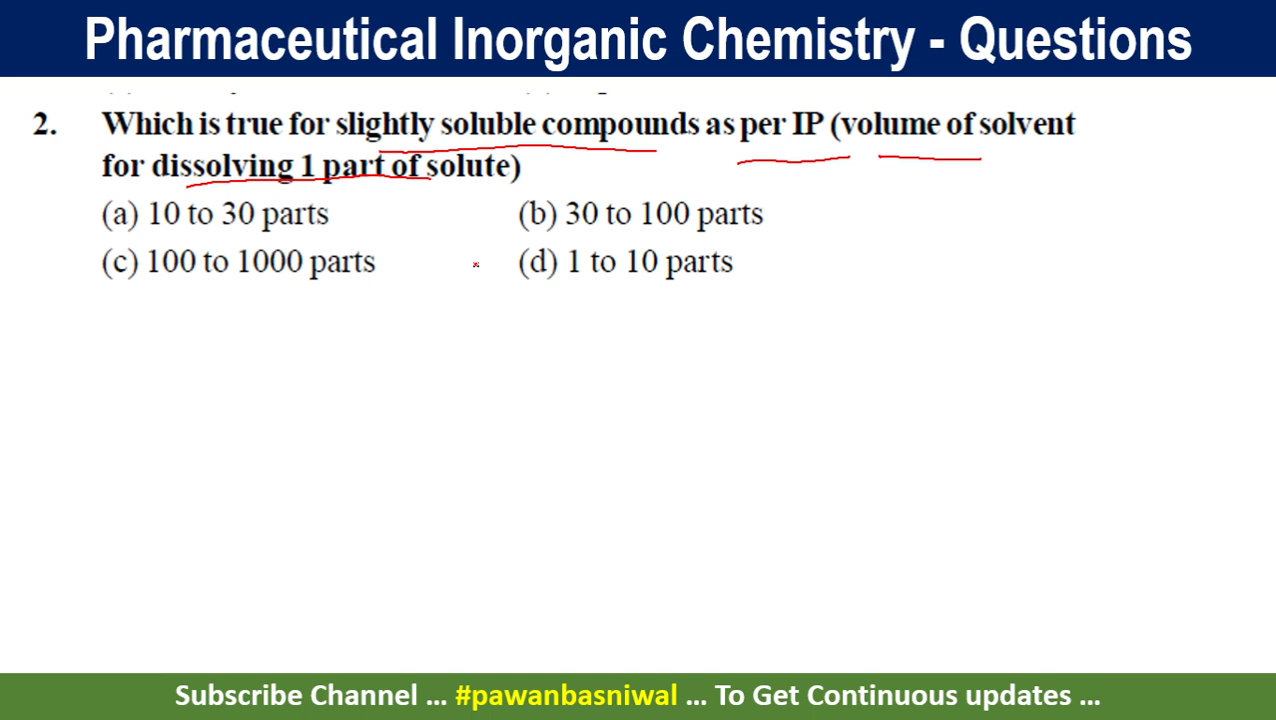 Pharmaceutical Inorganic Chemistry - Questions
2. Which is true for slightly soluble compounds as per IP (volume of solvent
for dissolving 1 part of solute)
(a) 10 to 30 parts (b) 30 to 100 parts
(c) 100 to 1000 parts (d) 1 to 10 parts
Subscribe Channel ... #pawanbasniwal ... To Get Continuous updates ...